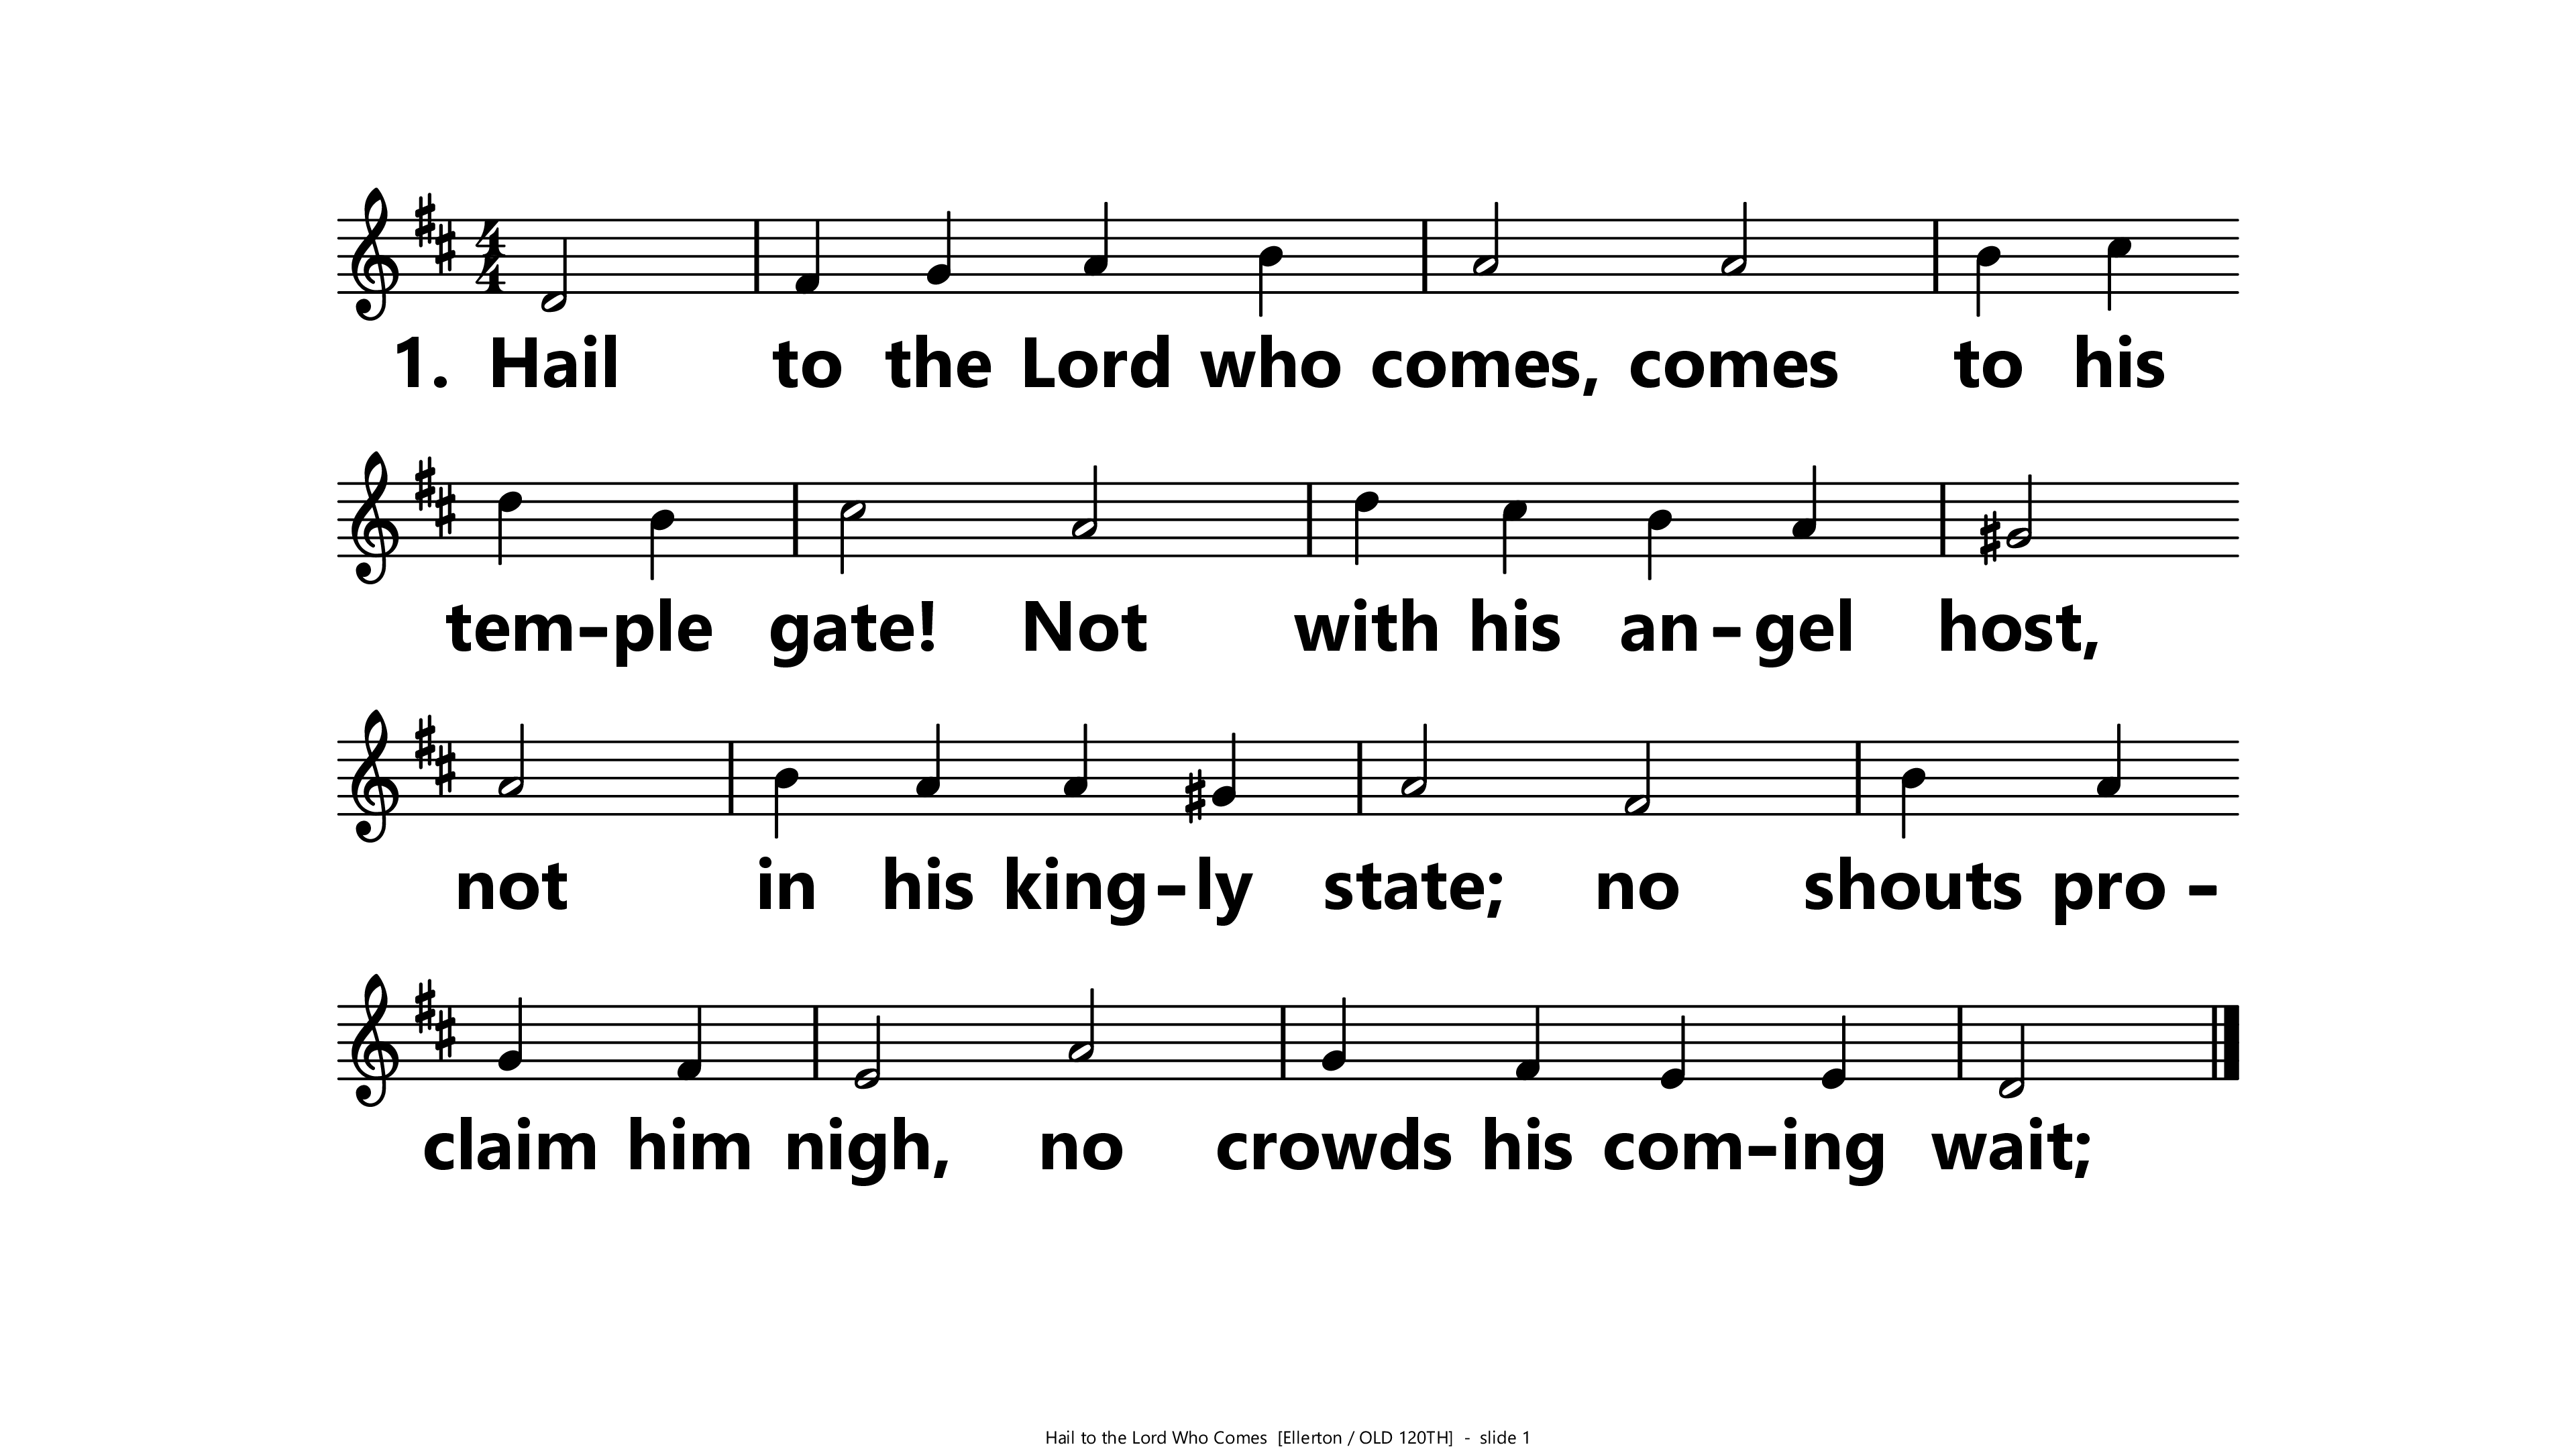 1. Hail to the Lord who comes, comes to his
tem-ple gate! Not with his an-gel host,
not in his king-ly state; no shouts pro-
claim him nigh, no crowds his com-ing wait;
Hail to the Lord Who Comes [Ellerton / OLD 120TH] - slide 1